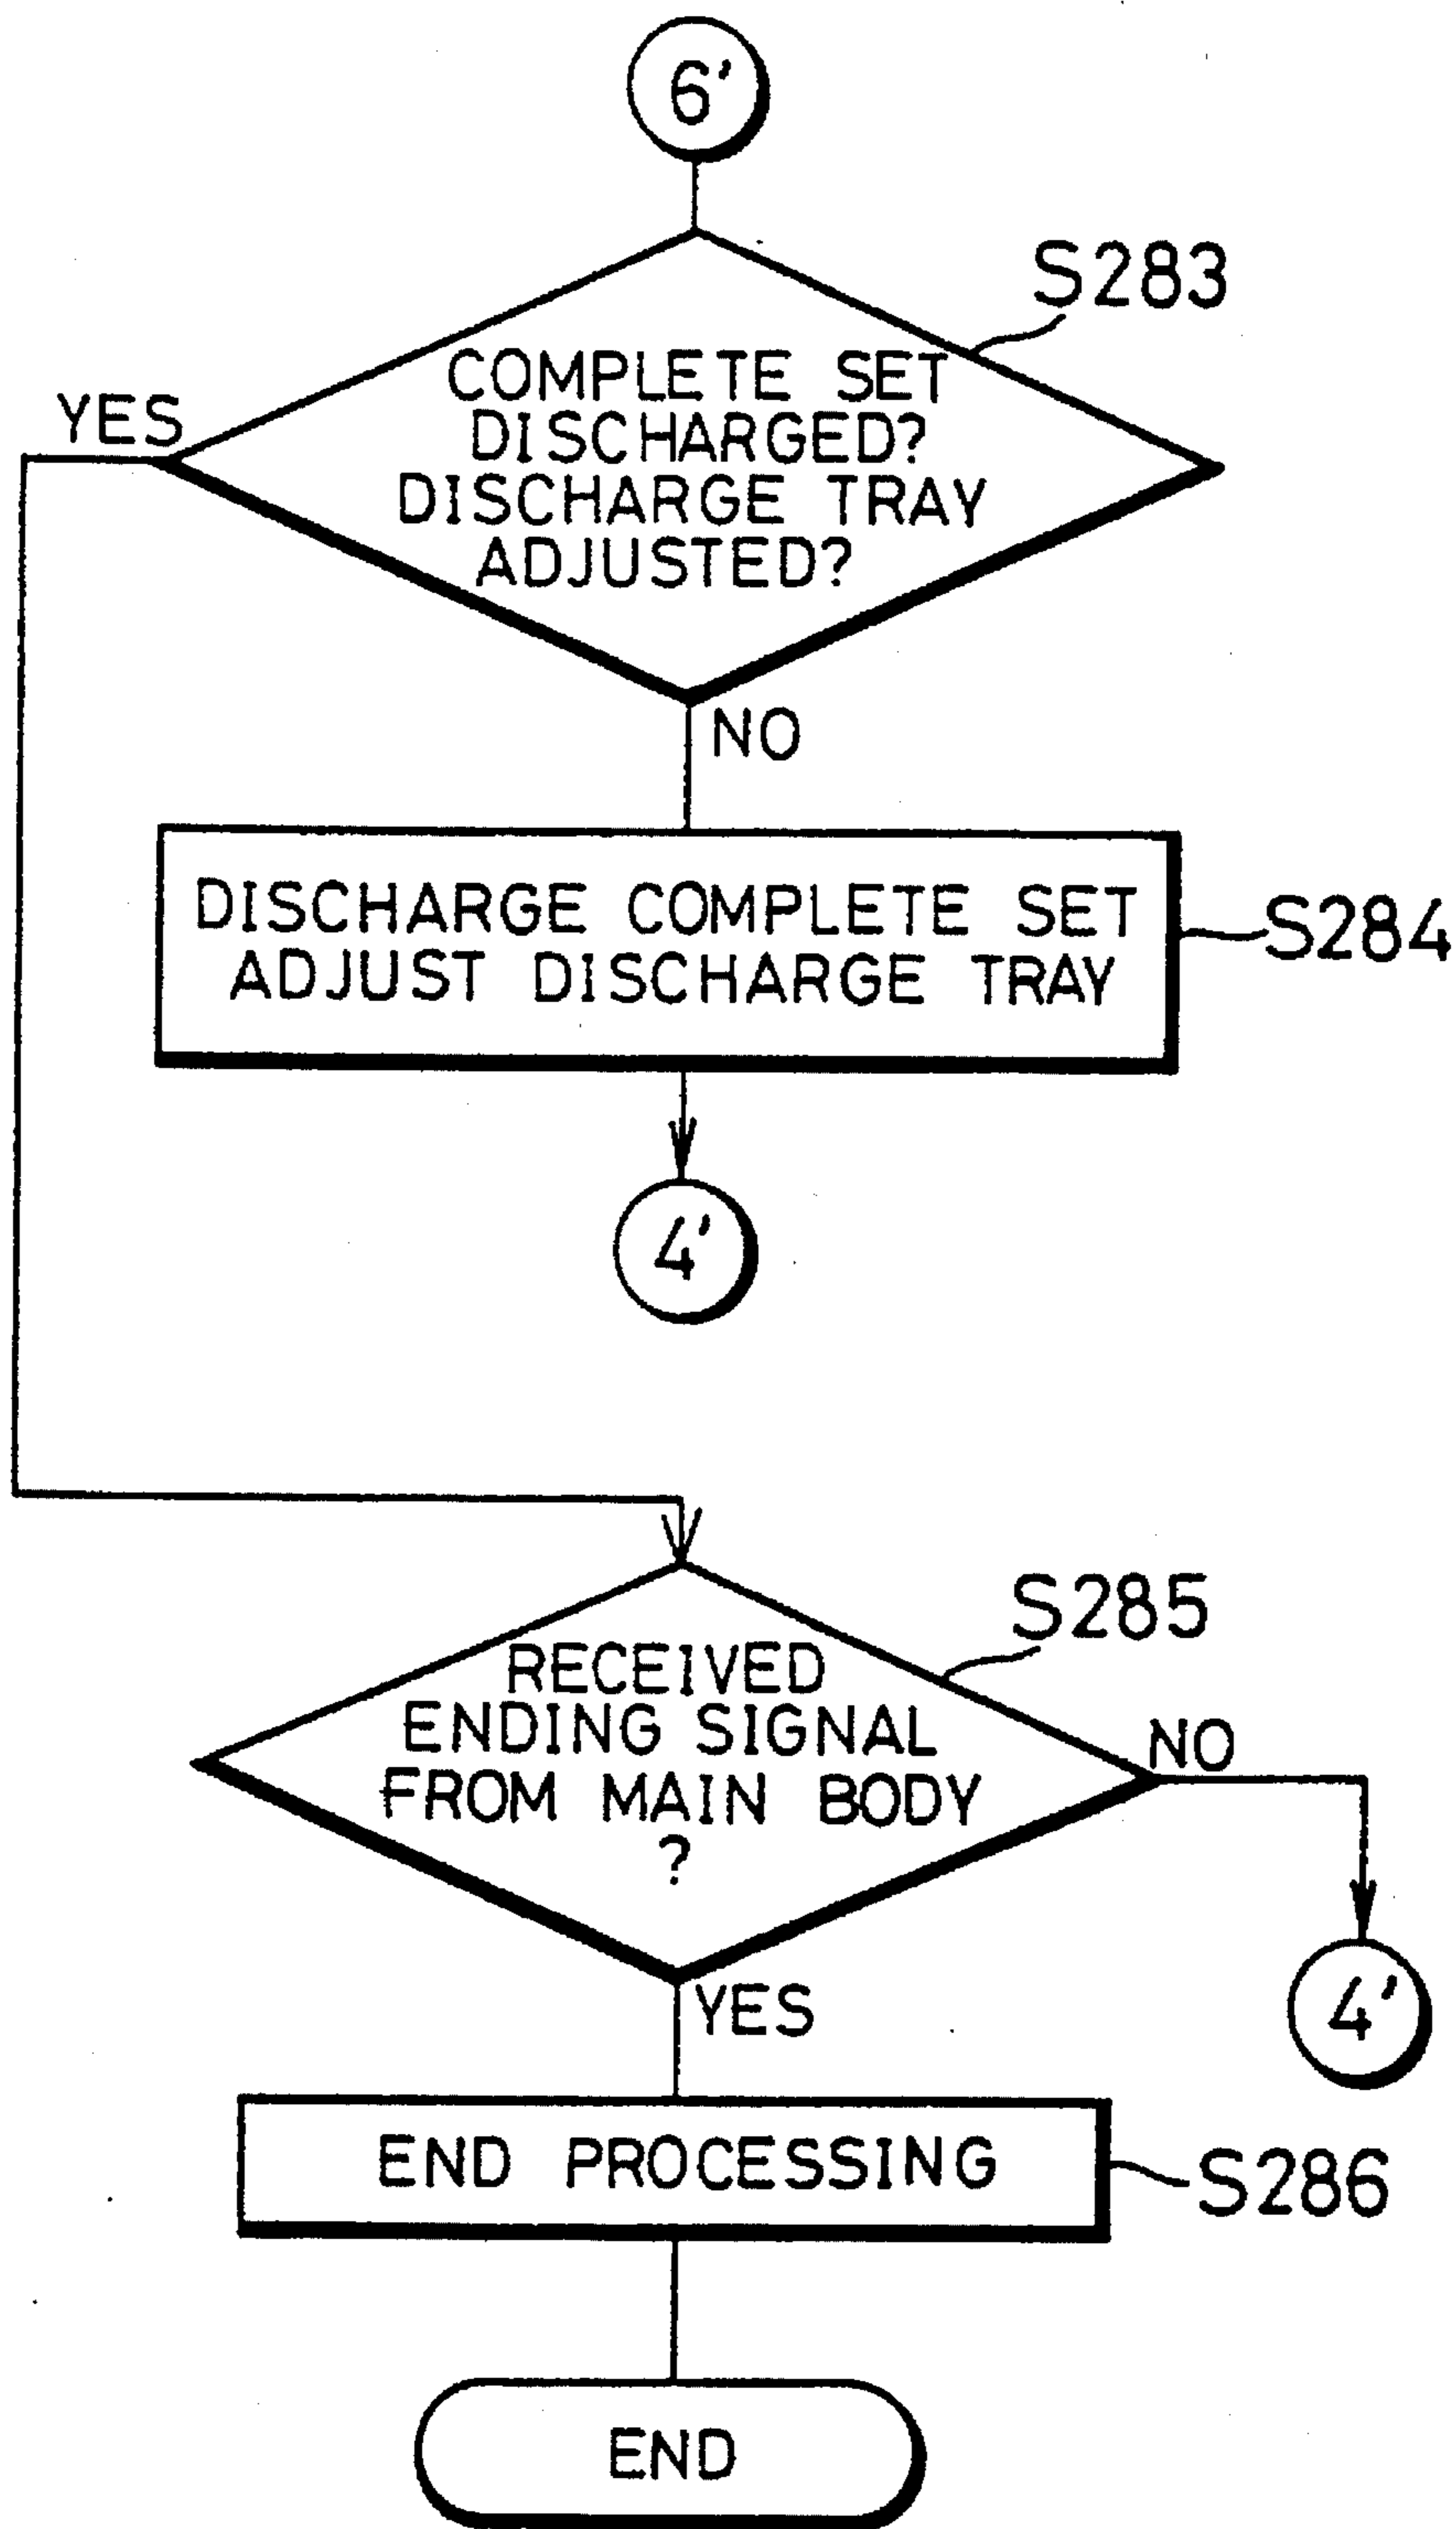 6'
S283
COMPLETE SET
DISCHARGED?
DISCHARGE TRAY
ADJUSTED?
YES
NO
DISCHARGE COMPLETE SET
ADJUST DISCHARGE TRAY
S284
4'
S285
RECEIVED
ENDING SIGNAL
FROM MAIN BODY
?
NO
4'
YES
END PROCESSING
S286
END